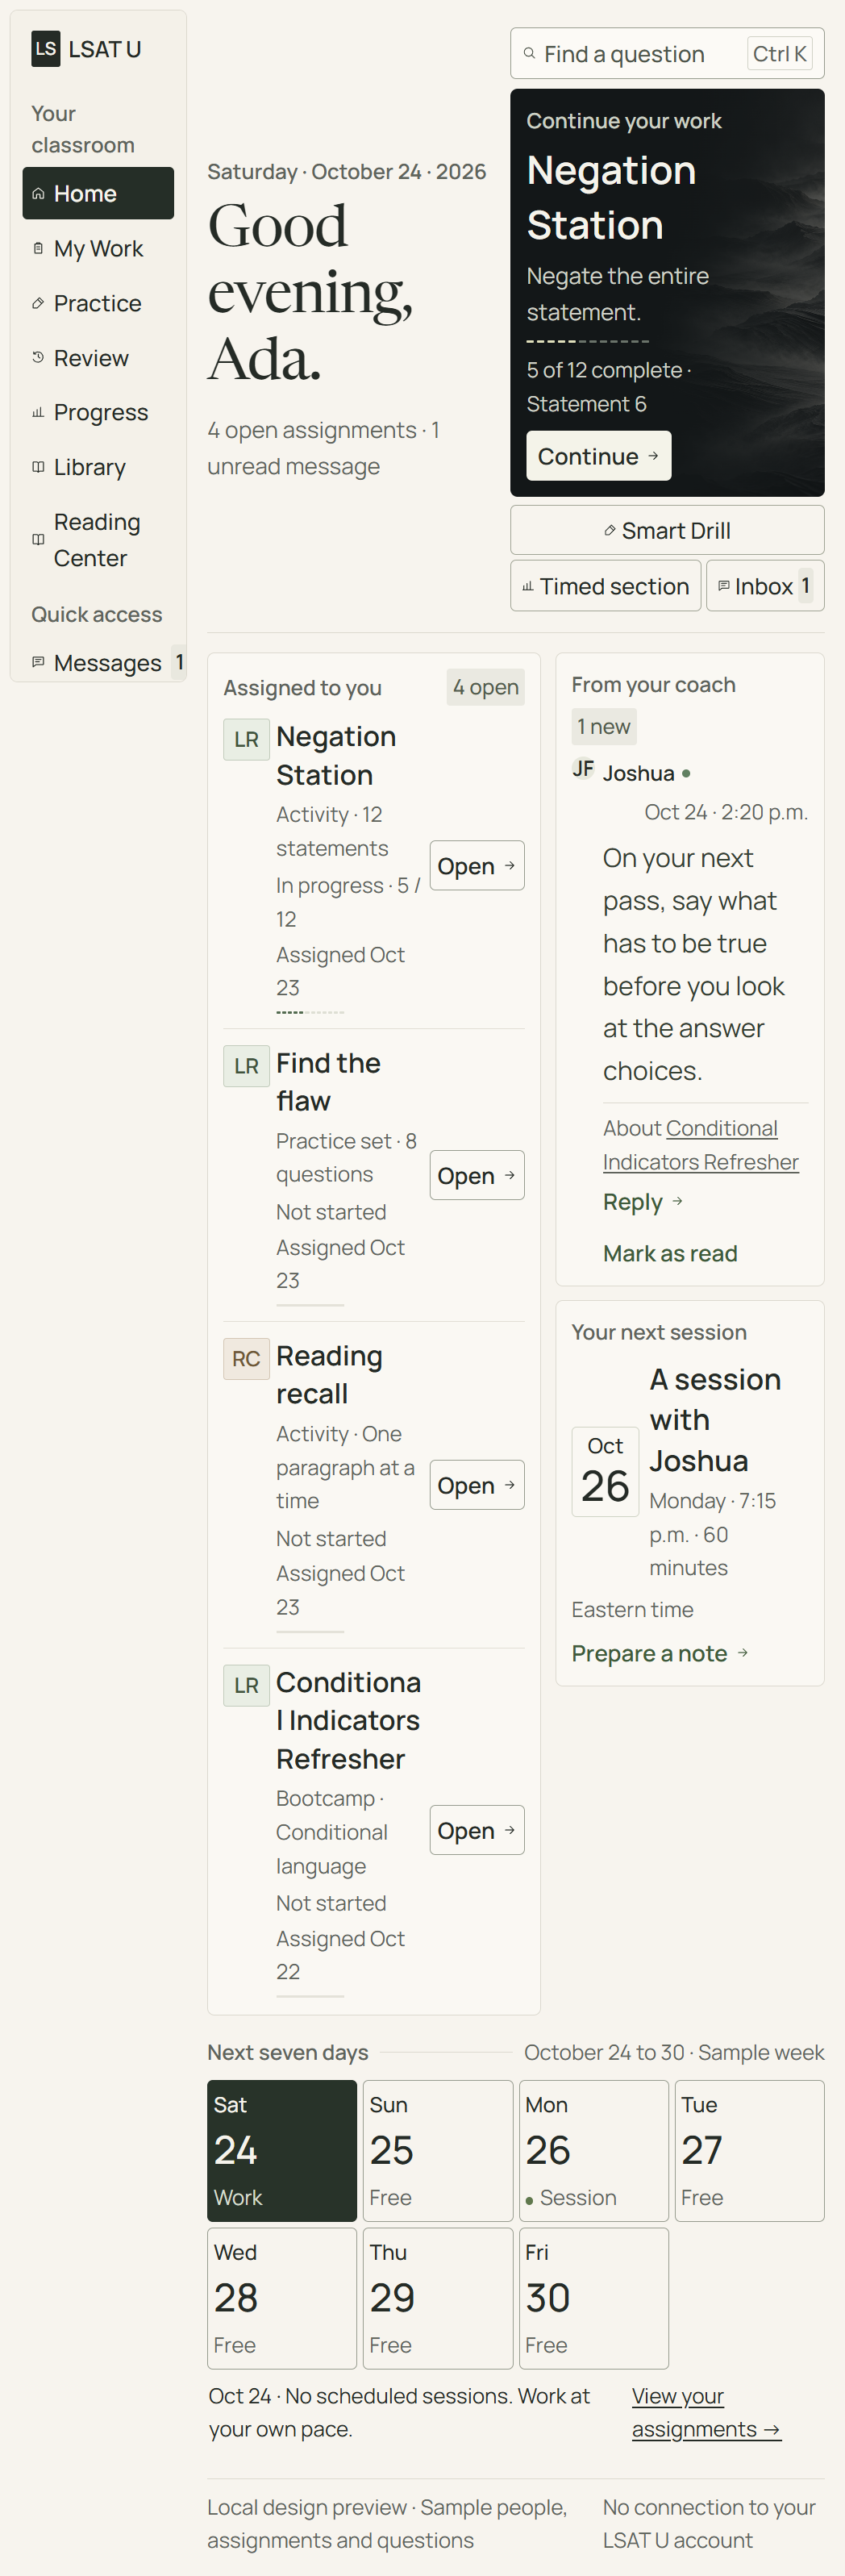 LS LSAT U
Your
classroom
Home
My Work
Practice
Review
Progress
Library
Reading
Center
Quick access
Messages 1
Saturday · October 24 · 2026
Good
evening,
Ada.
4 open assignments · 1
unread message
Find a question Ctrl K
Continue your work
Negation
Station
Negate the entire
statement.
5 of 12 complete ·
Statement 6
Continue →
Smart Drill
Timed section
Inbox 1
Assigned to you 4 open
LR Negation
Station
Activity · 12
statements
In progress · 5 /
12
Assigned Oct
23
Open →
LR Find the
flaw
Practice set · 8
questions
Not started
Assigned Oct
23
Open →
RC Reading
recall
Activity · One
paragraph at a
time
Not started
Assigned Oct
23
Open →
LR Conditiona
l Indicators
Refresher
Bootcamp ·
Conditional
language
Not started
Assigned Oct
22
Open →
From your coach
1 new
JF Joshua
Oct 24 · 2:20 p.m.
On your next
pass, say what
has to be true
before you look
at the answer
choices.
About Conditional
Indicators Refresher
Reply →
Mark as read
Your next session
Oct
26
A session
with
Joshua
Monday · 7:15
p.m. · 60
minutes
Eastern time
Prepare a note →
Next seven days October 24 to 30 · Sample week
Sat
24
Work
Sun
25
Free
Mon
26
Session
Tue
27
Free
Wed
28
Free
Thu
29
Free
Fri
30
Free
Oct 24 · No scheduled sessions. Work at
your own pace.
View your
assignments →
Local design preview · Sample people,
assignments and questions
No connection to your
LSAT U account